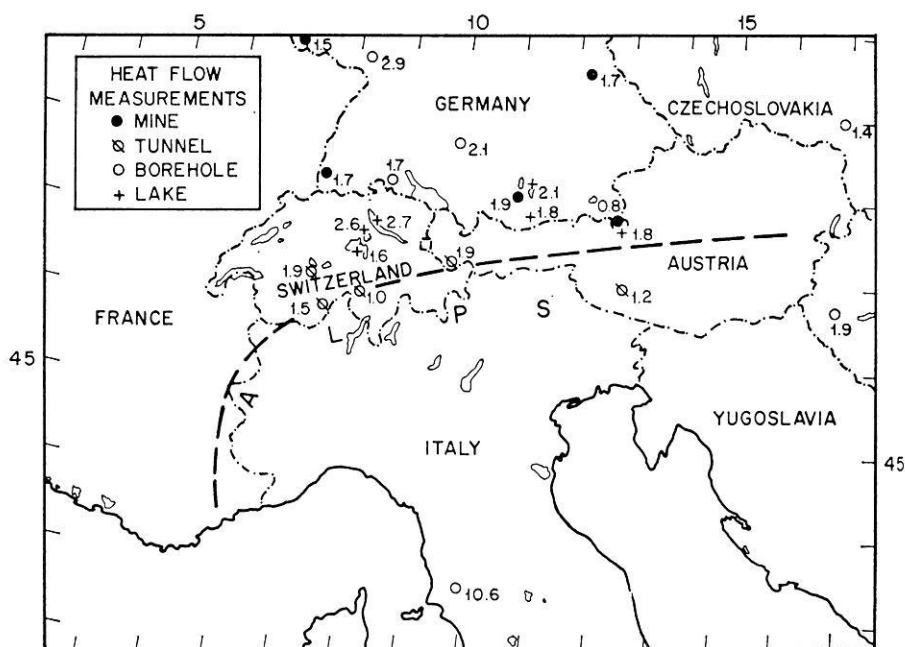 5 10 15
HEAT FLOW
MEASUREMENTS
MINE
TUNNEL
BOREHOLE
LAKE
1.5
2.9
GERMANY
1.7
CZECHOSLOVAKIA
1.4
2.1
1.7
1.7
1.9
2.1
1.8
.8
1.8
2.6
2.7
1.6
1.9
SWITZERLAND
1.9
AUSTRIA
1.5
1.0
1.2
1.9
FRANCE
A L P S
45
ITALY
YUGOSLAVIA
45
10.6